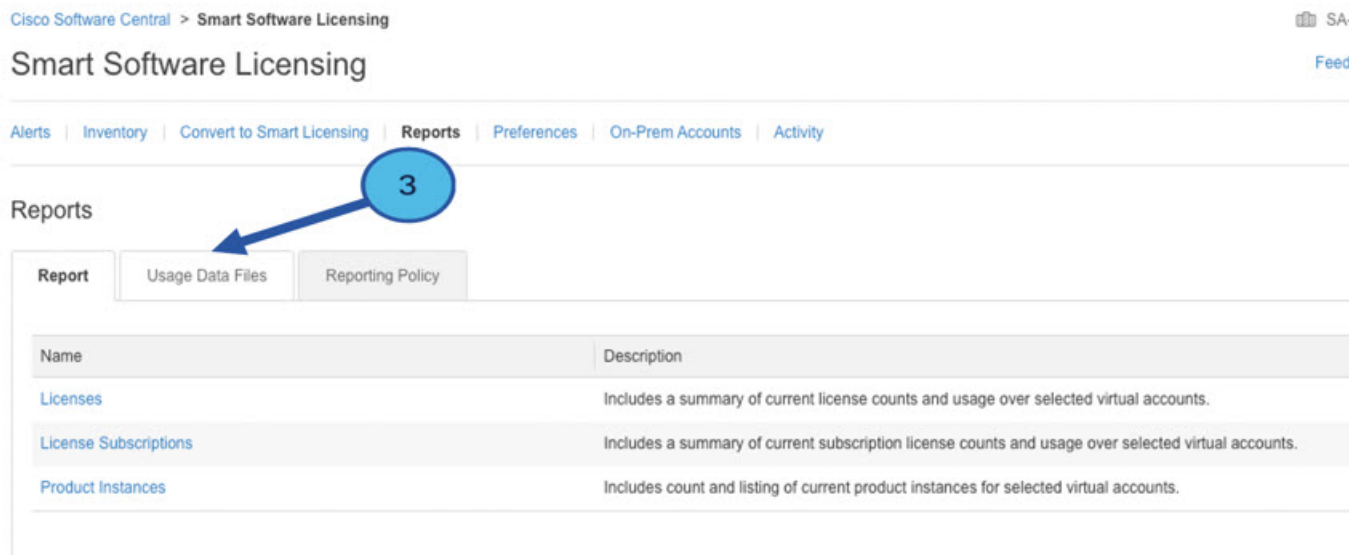 Cisco Software Central > Smart Software Licensing
SA-
Smart Software Licensing
Feed
Alerts | Inventory | Convert to Smart Licensing | Reports | Preferences | On-Prem Accounts | Activity
3
Reports
Report Usage Data Files Reporting Policy
Name Description
Licenses Includes a summary of current license counts and usage over selected virtual accounts.
License Subscriptions Includes a summary of current subscription license counts and usage over selected virtual accounts.
Product Instances Includes count and listing of current product instances for selected virtual accounts.